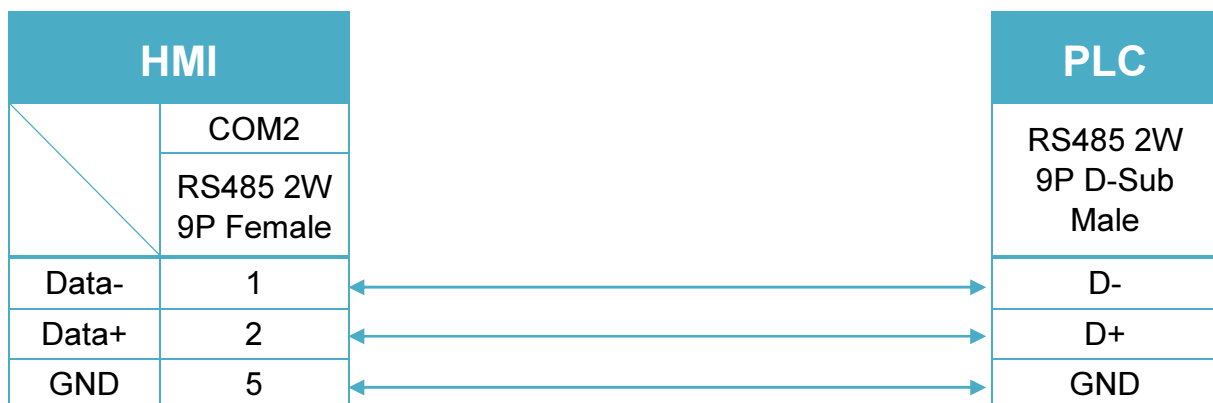 HMI
PLC
COM2
RS485 2W
9P Female
RS485 2W
9P D-Sub
Male
Data- 1 D-
Data+ 2 D+
GND 5 GND